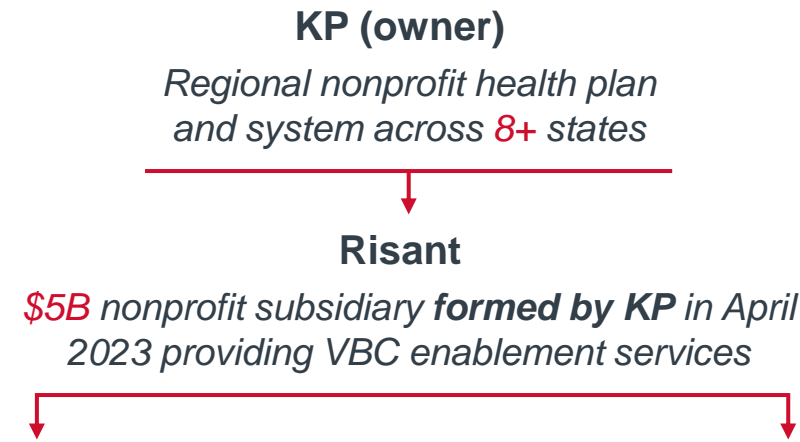 KP (owner)
Regional nonprofit health plan
and system across 8+ states
Risant
$5B nonprofit subsidiary formed by KP in April
2023 providing VBC enablement services